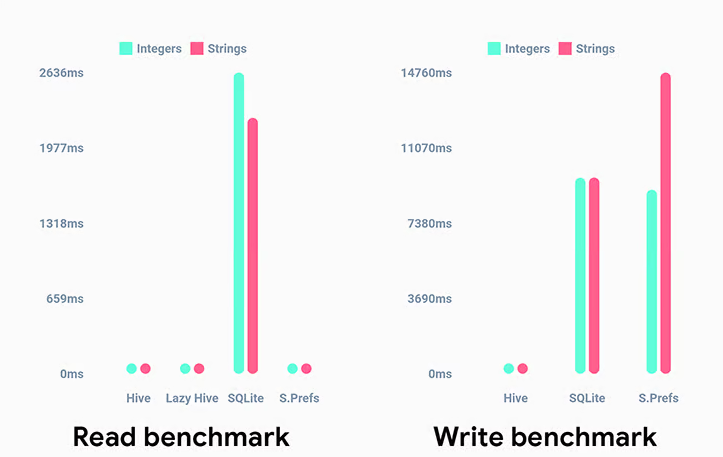 Integers Strings
2636ms
1977ms
1318ms
659ms
0ms
Hive Lazy Hive SQLite S.Prefs
Read benchmark
Integers Strings
14760ms
11070ms
7380ms
3690ms
0ms
Hive SQLite S.Prefs
Write benchmark